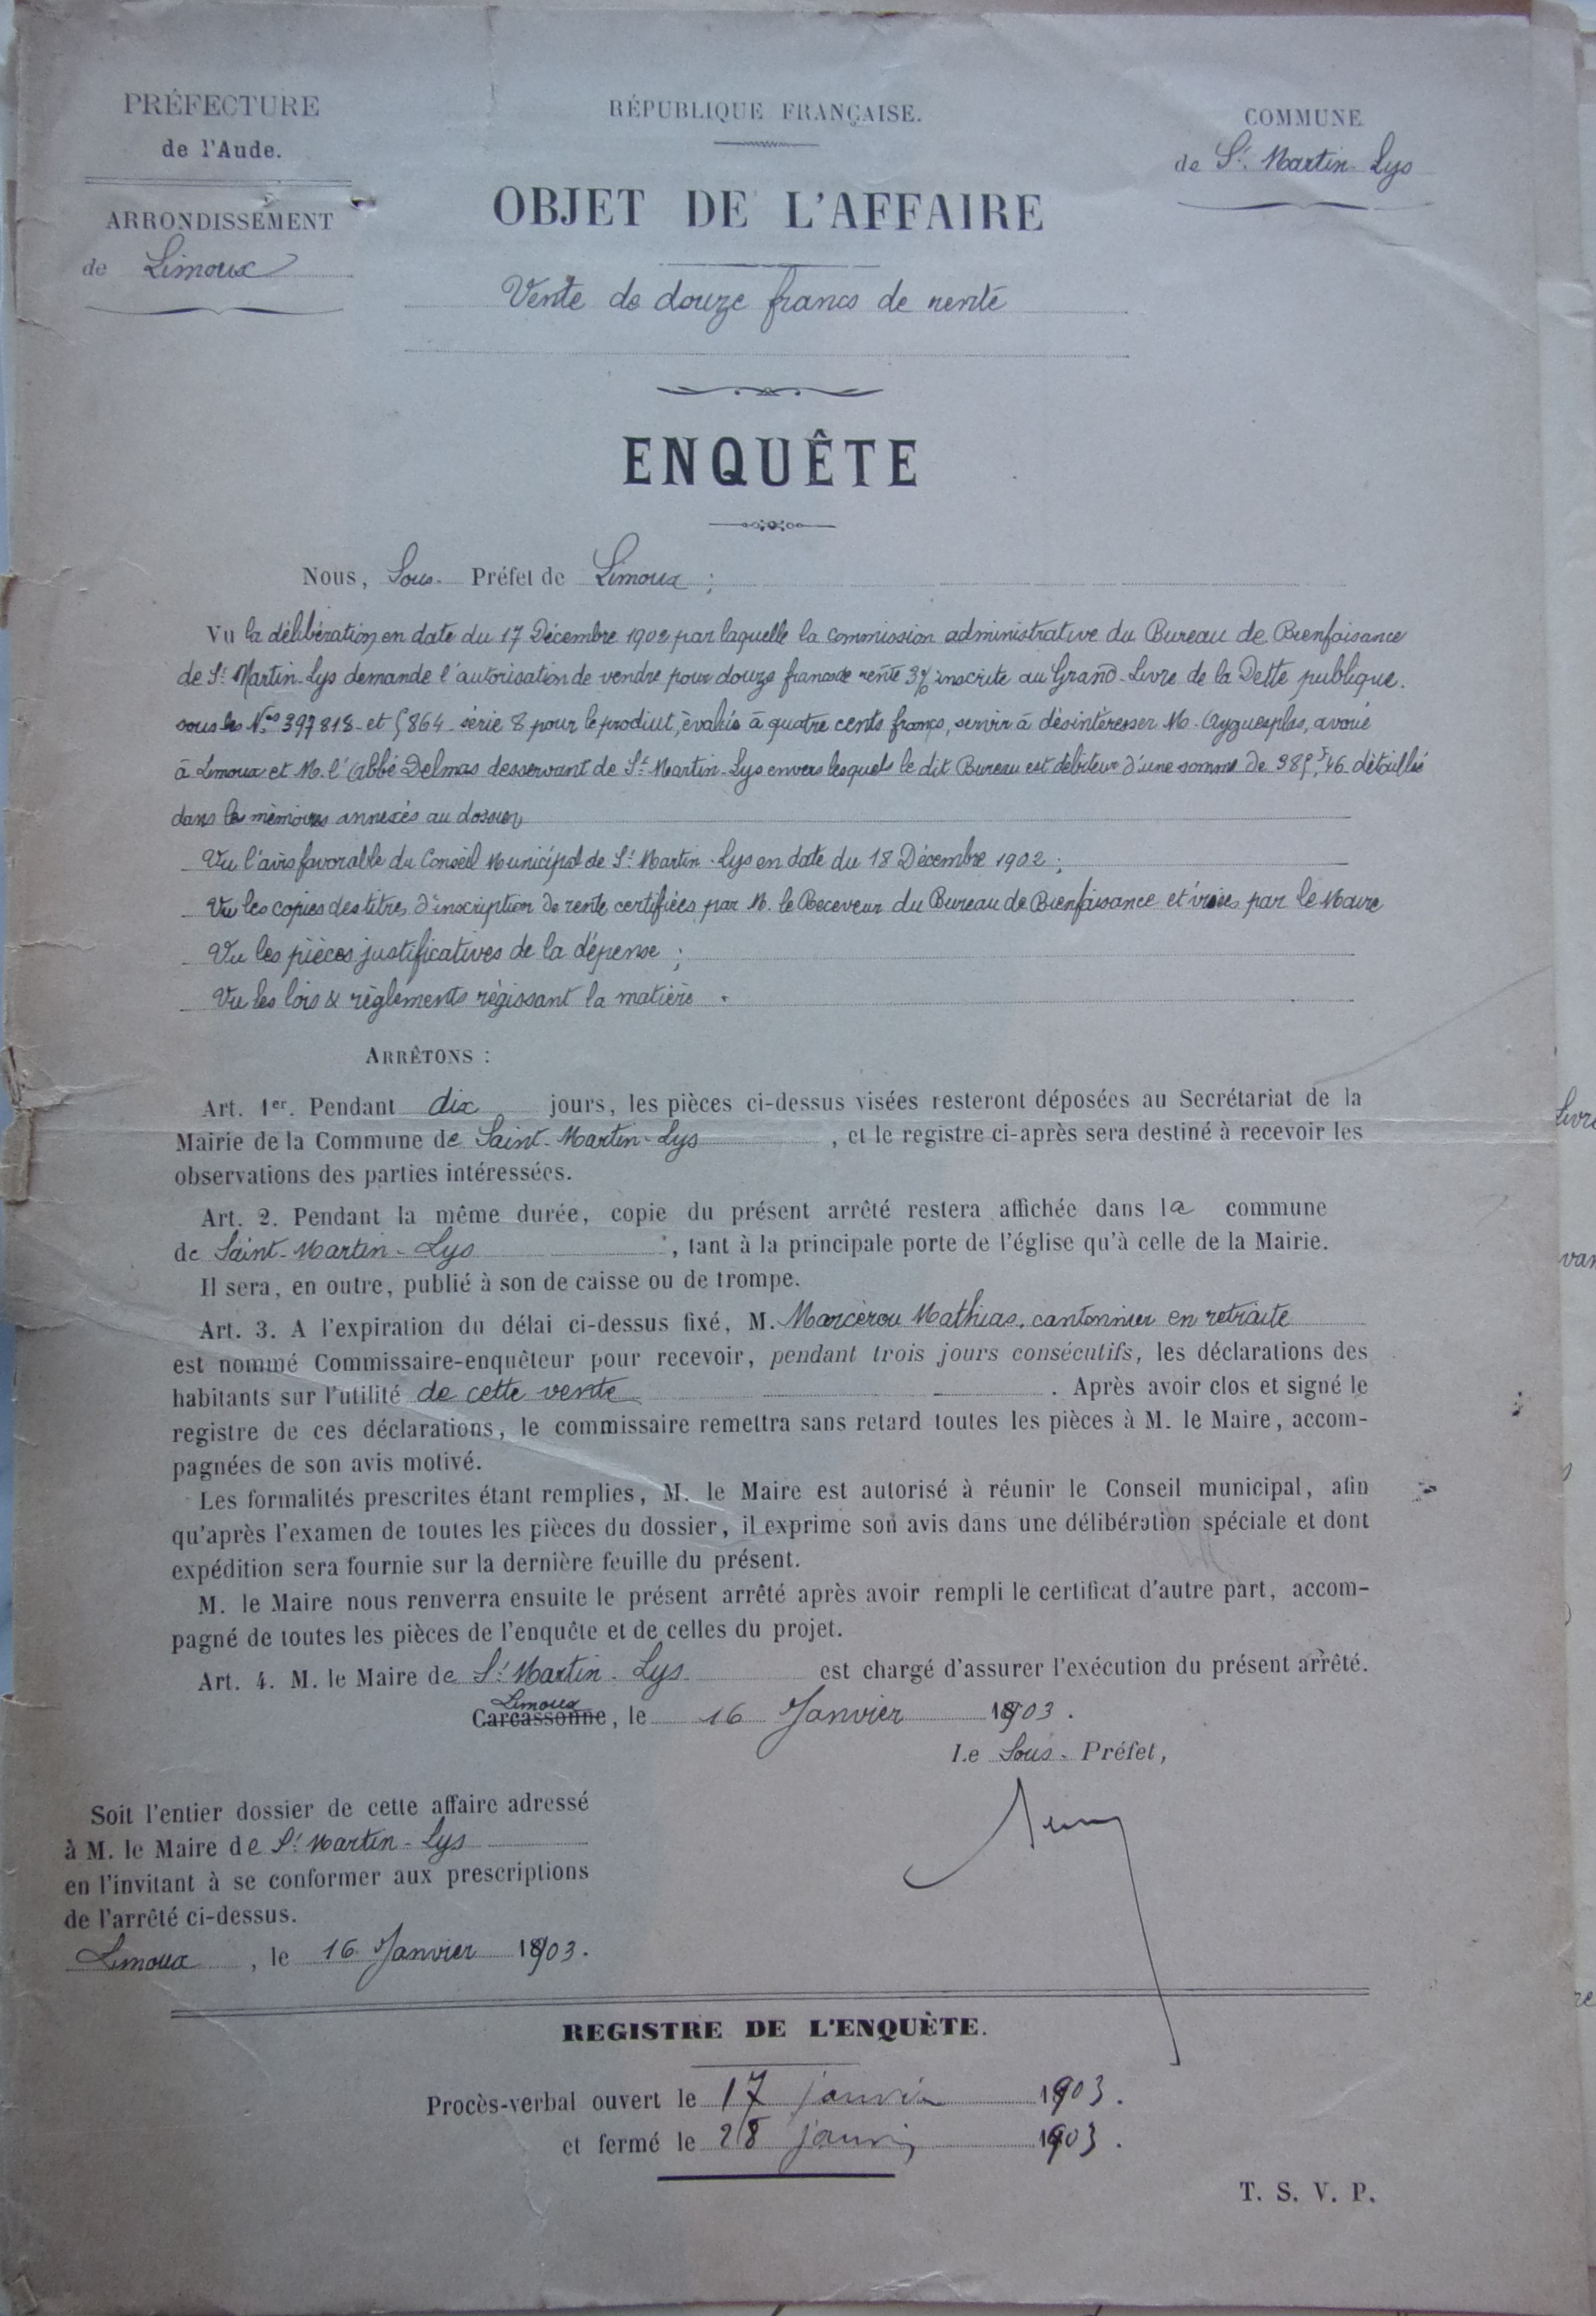 PRÉFECTURE
de l'Aude.
ARRONDISSEMENT
de Limoux
RÉPUBLIQUE FRANÇAISE.
COMMUNE
de St. Martin-Lys
OBJET DE L'AFFAIRE
Vente de douze francs de rente
ENQUÊTE
Nous, Sous-Préfet de Limoux ;
Vu la délibération en date du 17 Décembre 1902 par laquelle la commission administrative du Bureau de Bienfaisance
de St. Martin-Lys demande l'autorisation de vendre pour douze francs de rente 3% inscrite au Grand-Livre de la Dette publique.
sous les Nos 397818 et 5864 série 8 pour le produit, évalué à quatre cents francs, servir à désintéresser M. Ayguesplas, avoué
à Limoux et M. l'Abbé Delmas desservant de St. Martin-Lys envers lesquels le dit Bureau est débiteur d'une somme de 385f,46 détaillée
dans les mémoires annexés au dossier
Vu l'avis favorable du Conseil Municipal de St. Martin-Lys en date du 18 Décembre 1902 ;
Vu les copies des titres d'inscription de rente certifiées par M. le Receveur du Bureau de Bienfaisance et visées par le Maire
Vu les pièces justificatives de la dépense ;
Vu les lois & règlements régissant la matière .
ARRÊTONS :
Art. 1er. Pendant dix jours, les pièces ci-dessus visées resteront déposées au Secrétariat de la
Mairie de la Commune de Saint-Martin-Lys , et le registre ci-après sera destiné à recevoir les
observations des parties intéressées.
Art. 2. Pendant la même durée, copie du présent arrêté restera affichée dans la commune
de Saint-Martin-Lys , tant à la principale porte de l'église qu'à celle de la Mairie.
Il sera, en outre, publié à son de caisse ou de trompe.
Art. 3. A l'expiration du délai ci-dessus fixé, M. Marcérou Mathias, cantonnier en retraite
est nommé Commissaire-enquêteur pour recevoir, pendant trois jours consécutifs, les déclarations des
habitants sur l'utilité de cette vente . Après avoir clos et signé le
registre de ces déclarations, le commissaire remettra sans retard toutes les pièces à M. le Maire, accom-
pagnées de son avis motivé.
Les formalités prescrites étant remplies, M. le Maire est autorisé à réunir le Conseil municipal, afin
qu'après l'examen de toutes les pièces du dossier, il exprime son avis dans une délibération spéciale et dont
expédition sera fournie sur la dernière feuille du présent.
M. le Maire nous renverra ensuite le présent arrêté après avoir rempli le certificat d'autre part, accom-
pagné de toutes les pièces de l'enquête et de celles du projet.
Art. 4. M. le Maire de St. Martin-Lys est chargé d'assurer l'exécution du présent arrêté.
Limoux
Carcassonne, le 16 Janvier 1903.
Le Sous-Préfet,
Soit l'entier dossier de cette affaire adressé
à M. le Maire de St. Martin-Lys
en l'invitant à se conformer aux prescriptions
de l'arrêté ci-dessus.
Limoux , le 16 Janvier 1903.
REGISTRE DE L'ENQUÊTE.
Procès-verbal ouvert le 17 janvier 1903.
et fermé le 28 janvier 1903.
T. S. V. P.